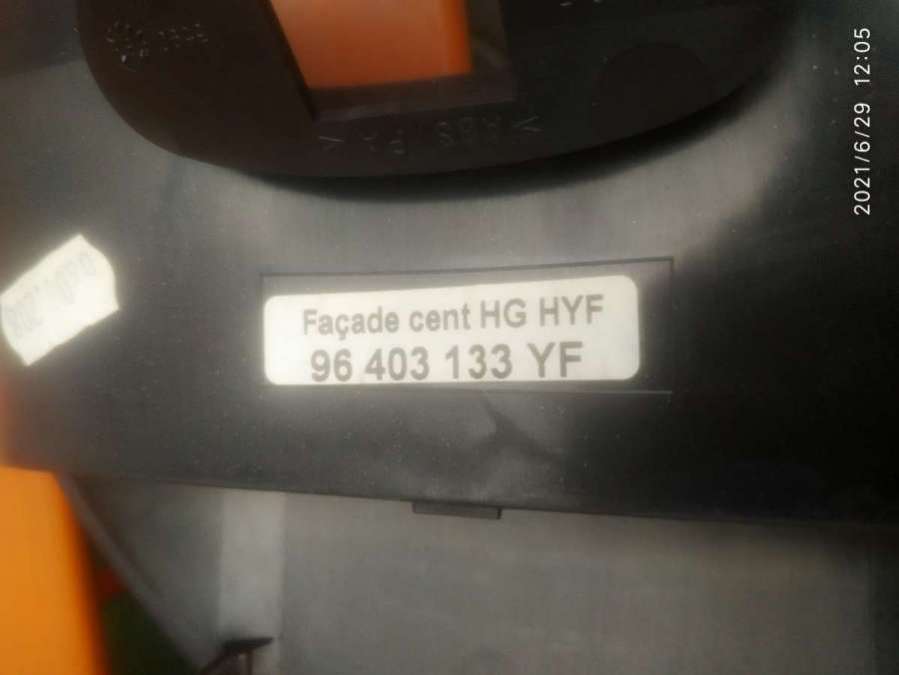 2021/6/29 12:05
Façade cent HG HYF
96 403 133 YF